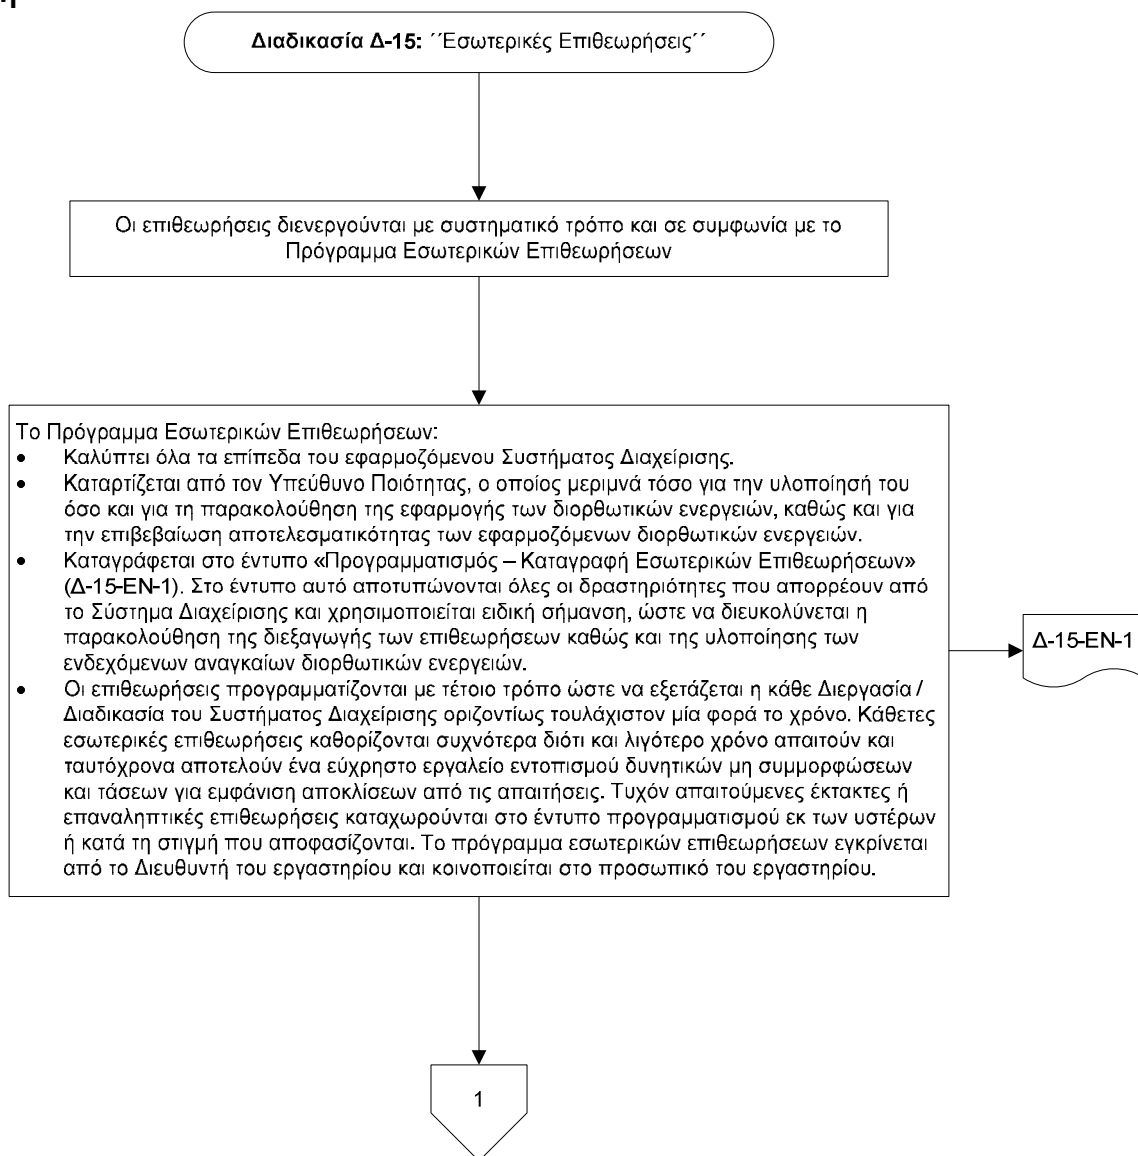 Διαδικασία Δ-15: ΄΄Εσωτερικές Επιθεωρήσεις΄΄
Οι επιθεωρήσεις διενεργούνται με συστηματικό τρόπο και σε συμφωνία με το
Πρόγραμμα Εσωτερικών Επιθεωρήσεων
Το Πρόγραμμα Εσωτερικών Επιθεωρήσεων:
• Καλύπτει όλα τα επίπεδα του εφαρμοζόμενου Συστήματος Διαχείρισης.
• Καταρτίζεται από τον Υπεύθυνο Ποιότητας, ο οποίος μεριμνά τόσο για την υλοποίησή του
όσο και για τη παρακολούθηση της εφαρμογής των διορθωτικών ενεργειών, καθώς και για
την επιβεβαίωση αποτελεσματικότητας των εφαρμοζόμενων διορθωτικών ενεργειών.
• Καταγράφεται στο έντυπο «Προγραμματισμός – Καταγραφή Εσωτερικών Επιθεωρήσεων»
(Δ-15-ΕΝ-1). Στο έντυπο αυτό αποτυπώνονται όλες οι δραστηριότητες που απορρέουν από
το Σύστημα Διαχείρισης και χρησιμοποιείται ειδική σήμανση, ώστε να διευκολύνεται η
παρακολούθηση της διεξαγωγής των επιθεωρήσεων καθώς και της υλοποίησης των
ενδεχόμενων αναγκαίων διορθωτικών ενεργειών.
• Οι επιθεωρήσεις προγραμματίζονται με τέτοιο τρόπο ώστε να εξετάζεται η κάθε Διεργασία /
Διαδικασία του Συστήματος Διαχείρισης οριζοντίως τουλάχιστον μία φορά το χρόνο. Κάθετες
εσωτερικές επιθεωρήσεις καθορίζονται συχνότερα διότι και λιγότερο χρόνο απαιτούν και
ταυτόχρονα αποτελούν ένα εύχρηστο εργαλείο εντοπισμού δυνητικών μη συμμορφώσεων
και τάσεων για εμφάνιση αποκλίσεων από τις απαιτήσεις. Τυχόν απαιτούμενες έκτακτες ή
επαναληπτικές επιθεωρήσεις καταχωρούνται στο έντυπο προγραμματισμού εκ των υστέρων
ή κατά τη στιγμή που αποφασίζονται. Το πρόγραμμα εσωτερικών επιθεωρήσεων εγκρίνεται
από το Διευθυντή του εργαστηρίου και κοινοποιείται στο προσωπικό του εργαστηρίου.
Δ-15-ΕΝ-1
1